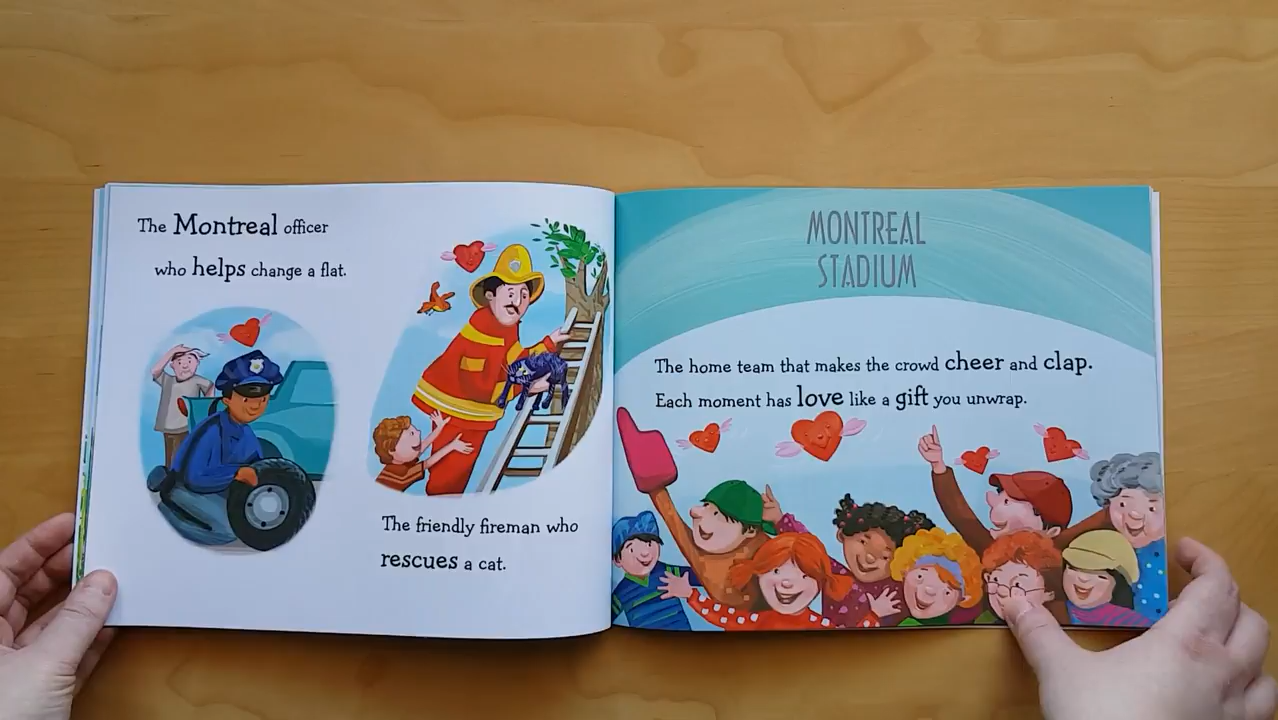 The Montreal officer
who helps change a flat.
The friendly fireman who
rescues a cat.
MONTREAL
STADIUM
The home team that makes the crowd cheer and clap.
Each moment has love like a gift you unwrap.